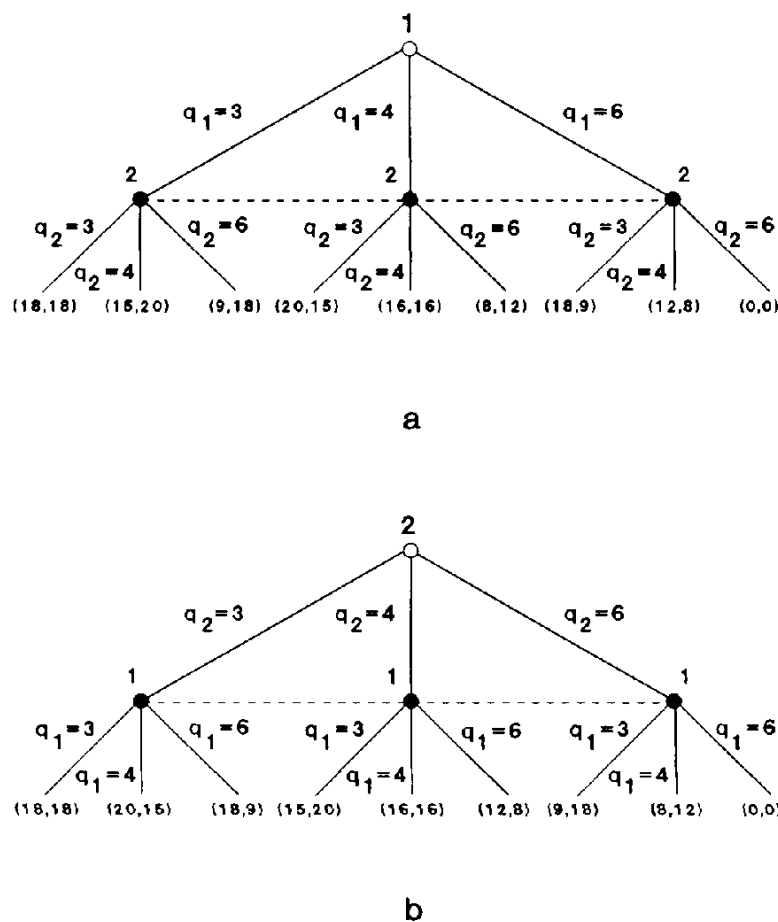 1
q₁=3 q₁=4 q₁=6
2 2 2
q₂=3 q₂=4 q₂=6 q₂=3 q₂=4 q₂=6 q₂=3 q₂=4 q₂=6
(18,18) (15,20) (9,18) (20,15) (16,16) (8,12) (18,9) (12,8) (0,0)
a
2
q₂=3 q₂=4 q₂=6
1 1 1
q₁=3 q₁=4 q₁=6 q₁=3 q₁=4 q₁=6 q₁=3 q₁=4 q₁=6
(18,18) (20,15) (18,9) (15,20) (16,16) (12,8) (9,18) (8,12) (0,0)
b